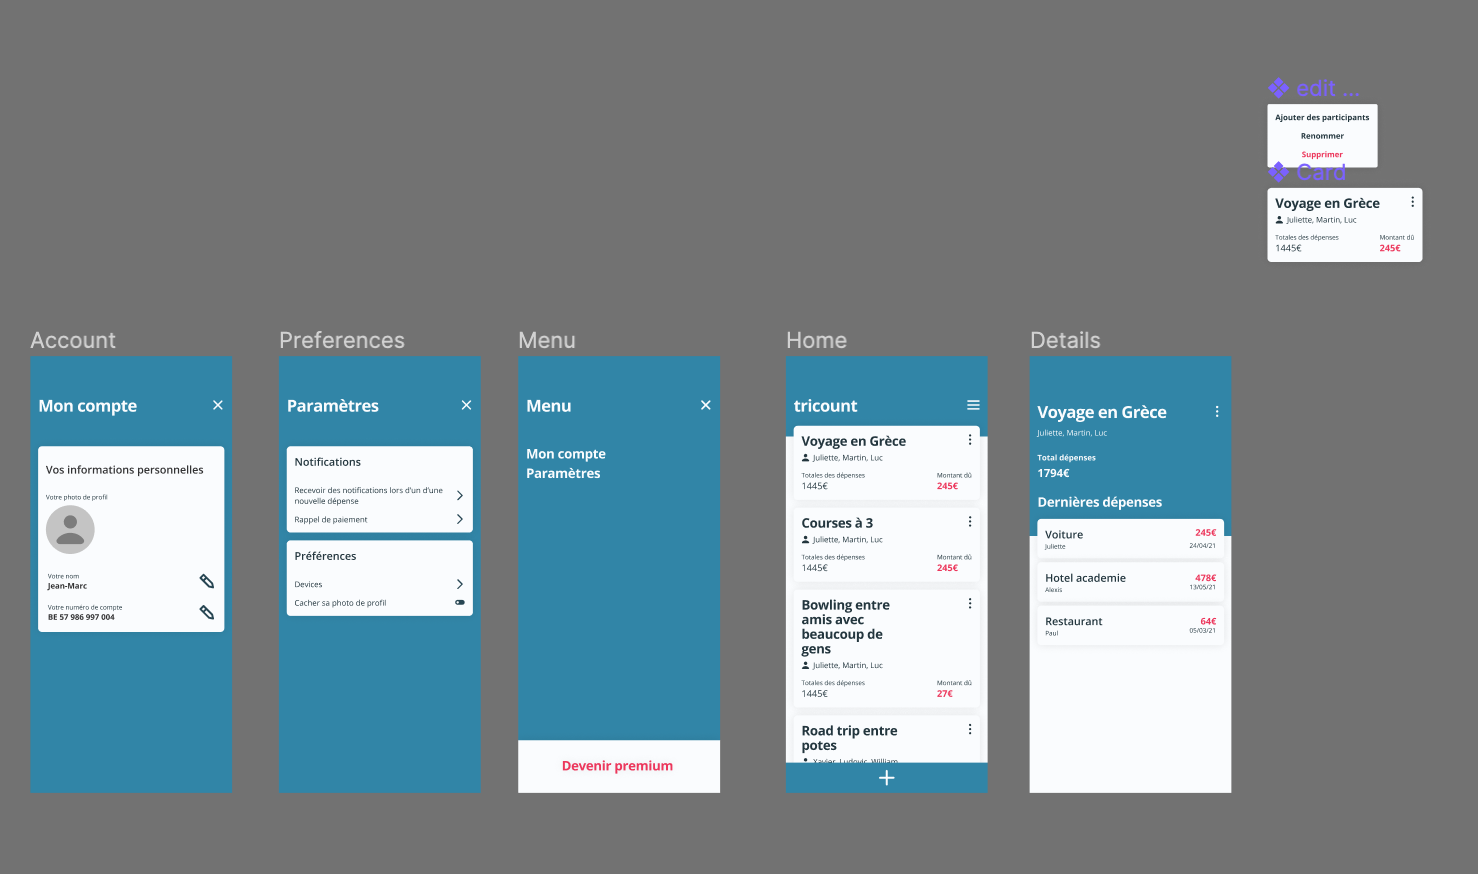 edit ...
Ajouter des participants
Renommer
Supprimer
Card
Voyage en Grèce
Juliette, Martin, Luc
Totales des dépenses
Montant dû
1445€
245€
Account
Mon compte
Vos informations personnelles
Votre photo de profil
Votre nom
Jean-Marc
Votre numéro de compte
BE 57 986 997 004
Preferences
Paramètres
Notifications
Recevoir des notifications lors d'un d'une
nouvelle dépense
Rappel de paiement
Préférences
Devices
Cacher sa photo de profil
Menu
Menu
Mon compte
Paramètres
Devenir premium
Home
tricount
Voyage en Grèce
Juliette, Martin, Luc
Totales des dépenses
Montant dû
1445€
245€
Courses à 3
Juliette, Martin, Luc
Totales des dépenses
Montant dû
1445€
245€
Bowling entre
amis avec
beaucoup de
gens
Juliette, Martin, Luc
Totales des dépenses
Montant dû
1445€
27€
Road trip entre
potes
Xavier, Ludovic, William
Details
Voyage en Grèce
Juliette, Martin, Luc
Total dépenses
1794€
Dernières dépenses
Voiture
245€
Juliette
24/04/21
Hotel academie
478€
Alexis
13/05/21
Restaurant
64€
Paul
05/03/21